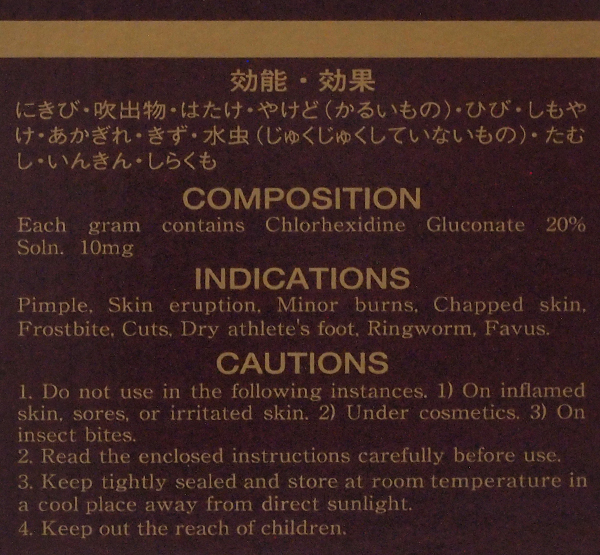 効能・効果
にきび・吹出物・はたけ・やけど(かるいもの)・ひび・しもや
け・あかぎれ・きず・水虫(じゅくじゅくしていないもの)・たむ
し・いんきん・しらくも
COMPOSITION
Each gram contains Chlorhexidine Gluconate 20%
Soln. 10mg
INDICATIONS
Pimple, Skin eruption, Minor burns, Chapped skin,
Frostbite, Cuts, Dry athlete's foot, Ringworm, Favus.
CAUTIONS
1. Do not use in the following instances. 1) On inflamed
skin, sores, or irritated skin. 2) Under cosmetics. 3) On
insect bites.
2. Read the enclosed instructions carefully before use.
3. Keep tightly sealed and store at room temperature in
a cool place away from direct sunlight.
4. Keep out the reach of children.